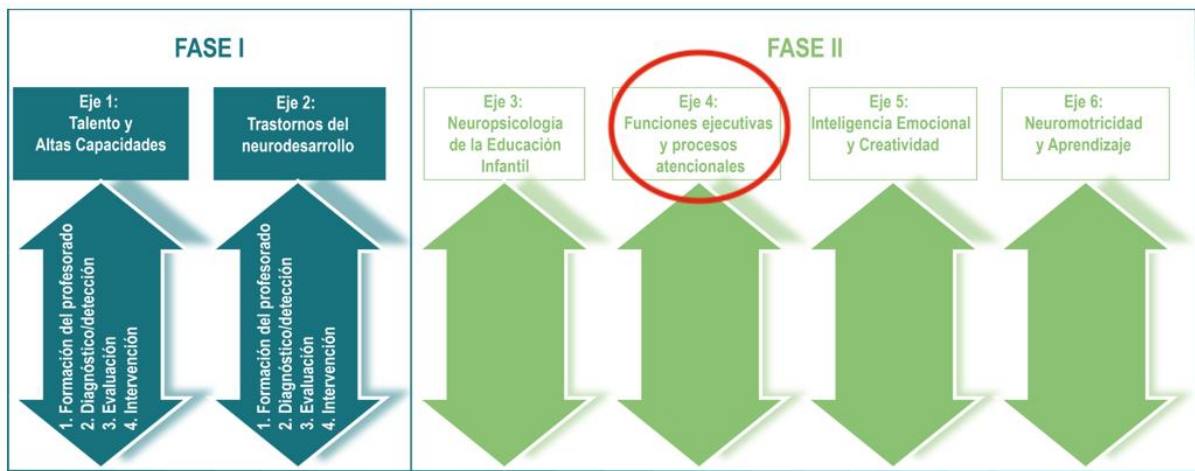 FASE I
FASE II
Eje 1:
Talento y
Altas Capacidades
Eje 2:
Trastornos del
neurodesarrollo
Eje 3:
Neuropsicología
de la Educación
Infantil
Eje 4:
Funciones ejecutivas
y procesos
atencionales
Eje 5:
Inteligencia Emocional
y Creatividad
Eje 6:
Neuromotricidad
y Aprendizaje
1. Formación del profesorado
2. Diagnóstico/detección
3. Evaluación
4. Intervención
1. Formación del profesorado
2. Diagnóstico/detección
3. Evaluación
4. Intervención